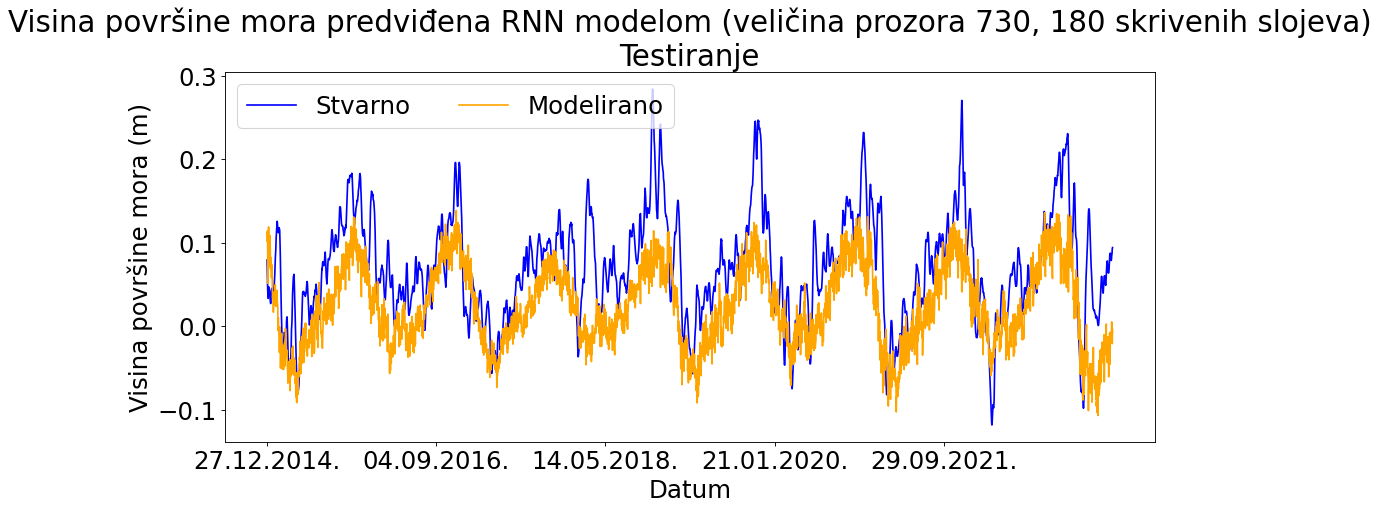 Visina površine mora predviđena RNN modelom (veličina prozora 730, 180 skrivenih slojeva)
Testiranje
Stvarno
Modelirano
Visina površine mora (m)
0.3
0.2
0.1
0.0
−0.1
27.12.2014.
04.09.2016.
14.05.2018.
21.01.2020.
29.09.2021.
Datum